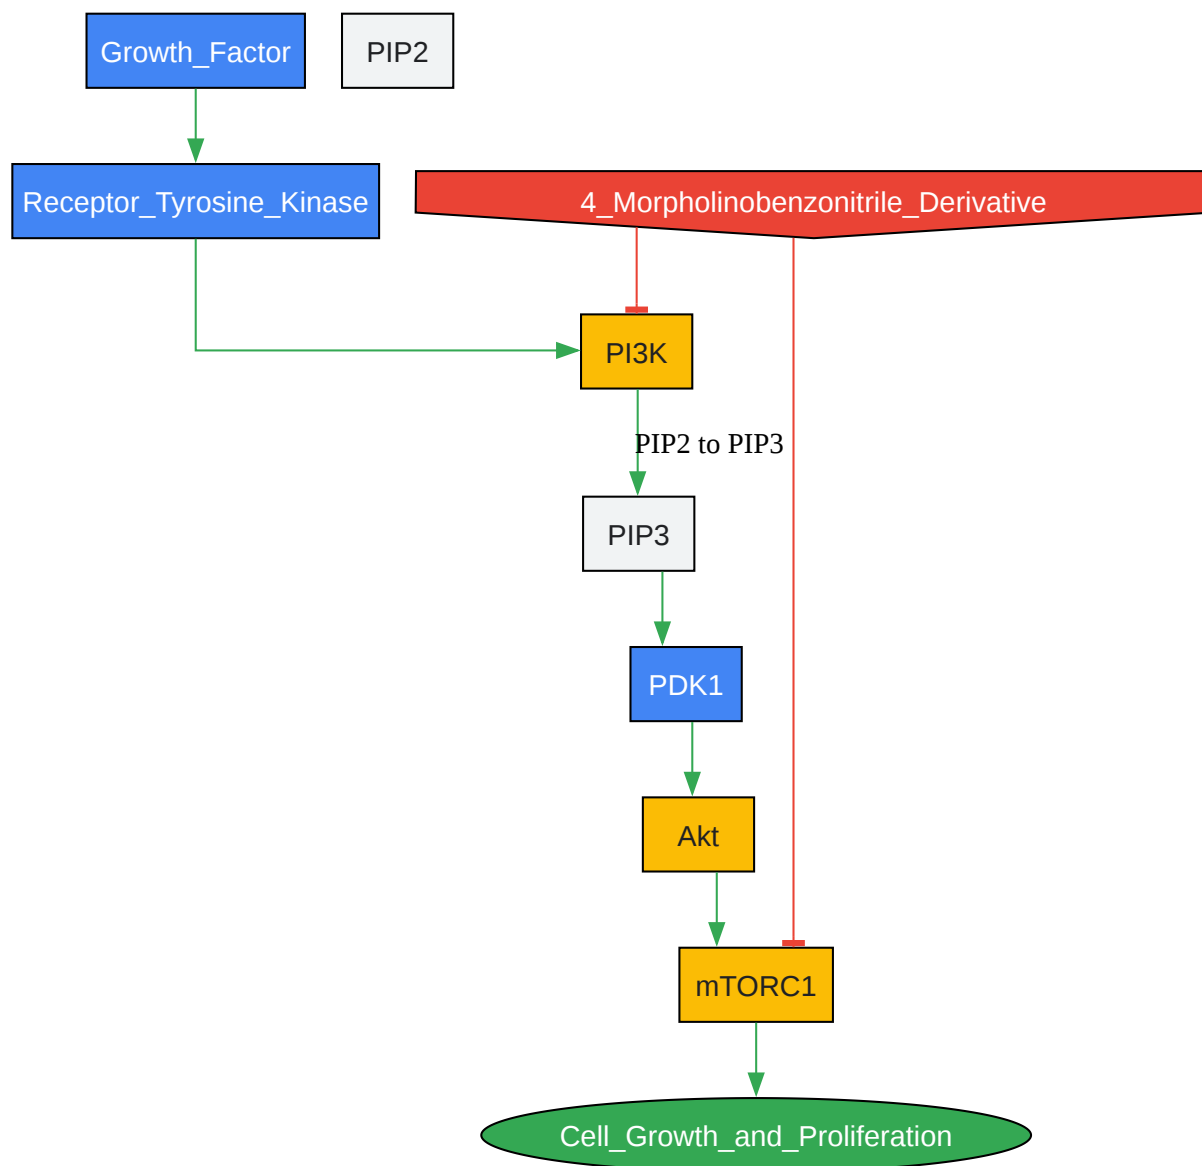 Growth_Factor
PIP2
Receptor_Tyrosine_Kinase
4_Morpholinobenzonitrile_Derivative
PI3K
PIP2 to PIP3
PIP3
PDK1
Akt
mTORC1
Cell_Growth_and_Proliferation